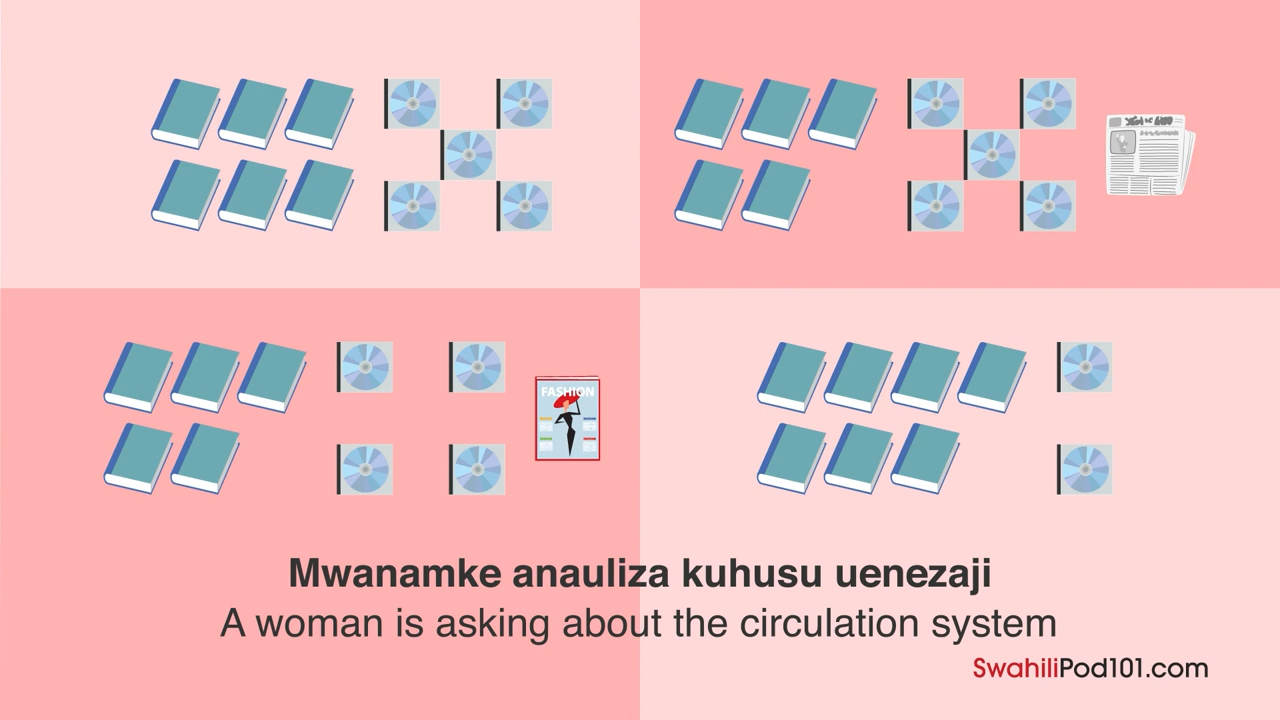 FASHION
Mwanamke anauliza kuhusu uenezaji
A woman is asking about the circulation system
SwahiliPod101.com